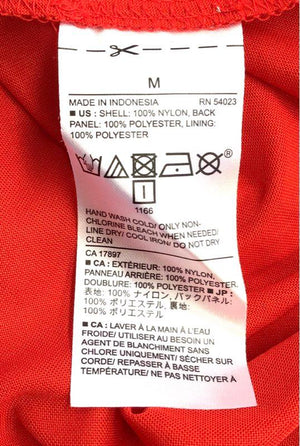 M
MADE IN INDONESIA RN 54023
■ US : SHELL: 100% NYLON, BACK
PANEL: 100% POLYESTER, LINING:
100% POLYESTER
I
1166
HAND WASH COLD/ ONLY NON-
CHLORINE BLEACH WHEN NEEDED/
LINE DRY/ COOL IRON/ DO NOT DRY
CLEAN
CA 17897
■ CA : EXTÉRIEUR: 100% NYLON,
PANNEAU ARRIÈRE: 100% POLYESTER,
DOUBLURE: 100% POLYESTER ■ JP :
表地: 100% ナイロン, バックパネル:
100% ポリエステル, 裏地: 100%
ポリエステル
■ CA : LAVER À LA MAIN EAU
FROIDE/ UTILISER AU BESOIN UN
AGENT DE BLANCHIMENT SANS
CHLORE UNIQUEMENT/ SÉCHER SUR
CORDE/ REPASSER À BASSE
TEMPÉRATURE/ NE PAS NETTOYER À